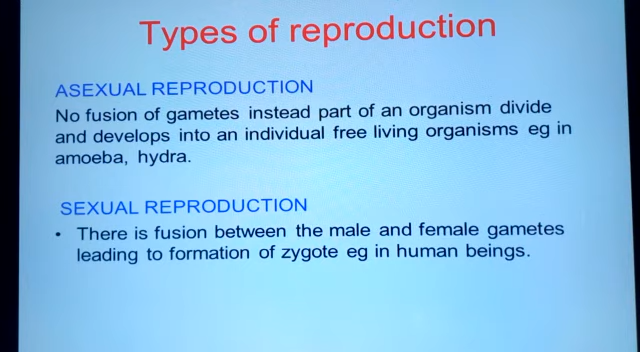 Types of reproduction
ASEXUAL REPRODUCTION
No fusion of gametes instead part of an organism divide
and develops into an individual free living organisms eg in
amoeba, hydra.
SEXUAL REPRODUCTION
• There is fusion between the male and female gametes
leading to formation of zygote eg in human beings.